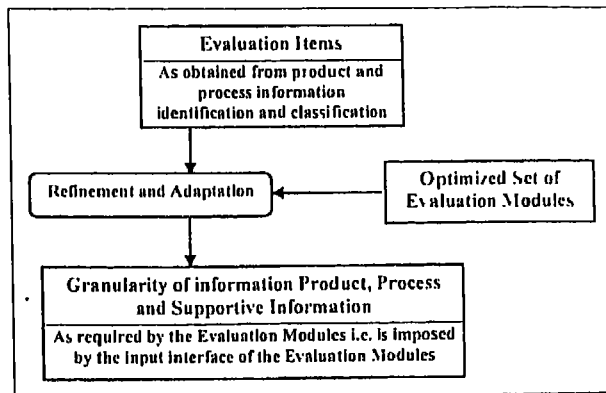 Evaluation Items
As obtained from product and
process information
identification and classification
Refinement and Adaptation
Optimized Set of
Evaluation Modules
Granularity of information Product, Process
and Supportive Information
As required by the Evaluation Modules i.e. is imposed
by the input interface of the Evaluation Modules